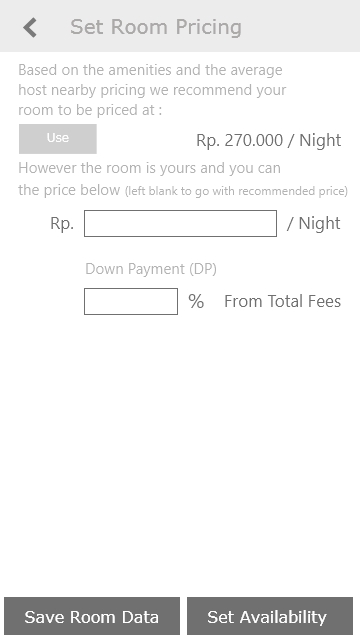 Set Room Pricing
Based on the amenities and the average
host nearby pricing we recommend your
room to be priced at :
Use
Rp. 270.000 / Night
However the room is yours and you can
the price below (left blank to go with recommended price)
Rp. / Night
Down Payment (DP)
% From Total Fees
Save Room Data
Set Availability